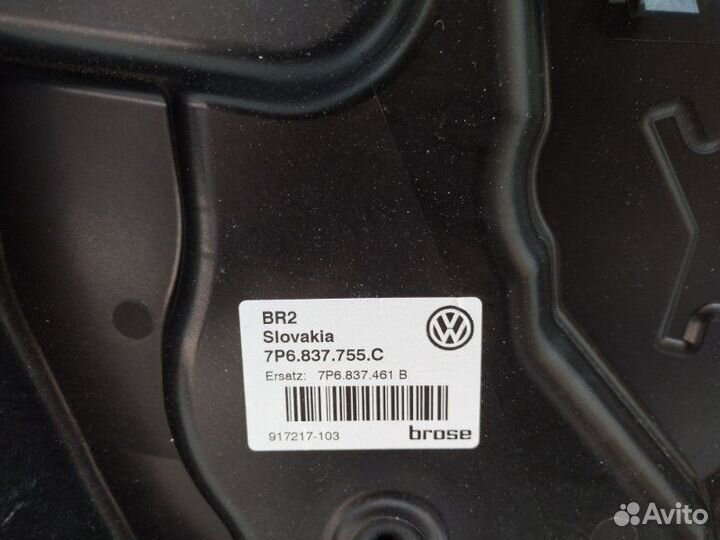 BR2
Slovakia
7P6.837.755.C
Ersatz: 7P6.837.461 B
917217-103
brose
Avito